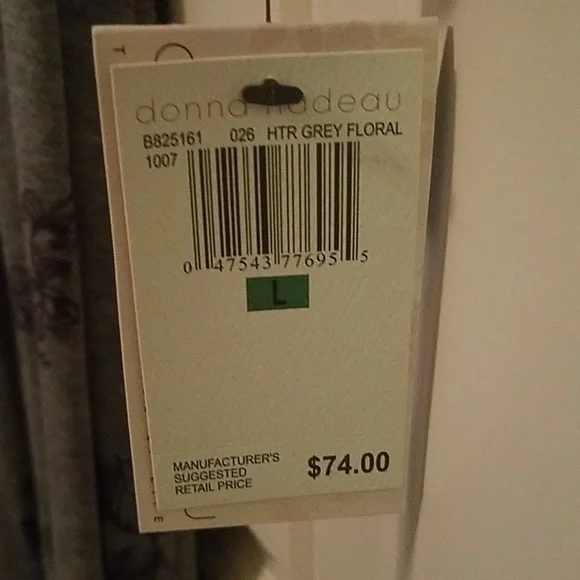 donna nadeau
B825161 026 HTR GREY FLORAL
1007
0 47543 77695 5
L
MANUFACTURER'S
SUGGESTED
RETAIL PRICE
$74.00